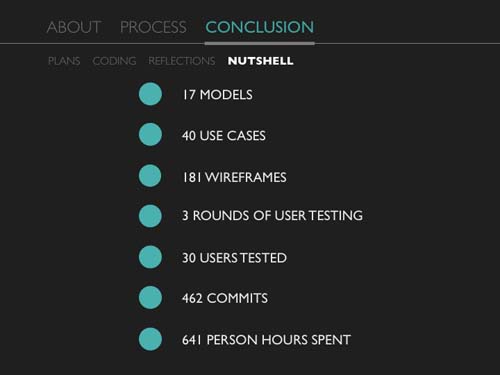 ABOUT PROCESS CONCLUSION
PLANS CODING REFLECTIONS NUTSHELL
17 MODELS
40 USE CASES
181 WIREFRAMES
3 ROUNDS OF USER TESTING
30 USERS TESTED
462 COMMITS
641 PERSON HOURS SPENT